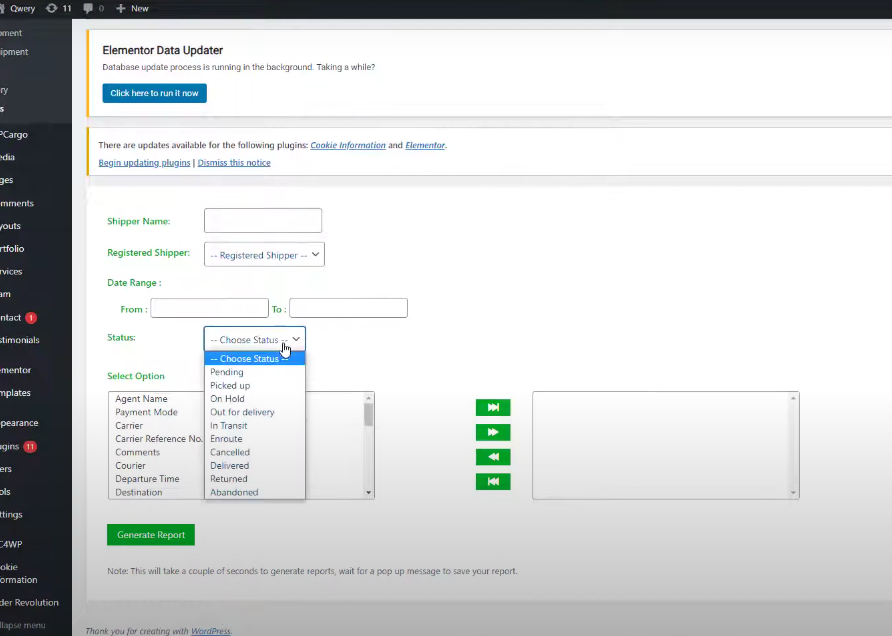 Qwery 11 0 New
Elementor Data Updater
Database update process is running in the background. Taking a while?
Click here to run it now
There are updates available for the following plugins: Cookie Information and Elementor.
Begin updating plugins | Dismiss this notice
Shipper Name:
Registered Shipper: -- Registered Shipper --
Date Range :
From : To :
Status: -- Choose Status --
-- Choose Status --
Pending
Picked up
On Hold
Out for delivery
In Transit
Enroute
Cancelled
Delivered
Returned
Abandoned
Select Option
Agent Name
Payment Mode
Carrier
Carrier Reference No.
Comments
Courier
Departure Time
Destination
Generate Report
Note: This will take a couple of seconds to generate reports, wait for a pop up message to save your report.
Thank you for creating with WordPress.
pment
ipment
ry
s
PCargo
edia
ges
mments
youts
rtfolio
rvices
am
ntact 1
stimonials
ementor
mplates
pearance
ugins 11
ers
ols
ttings
C4WP
okie
formation
der Revolution
llapse menu